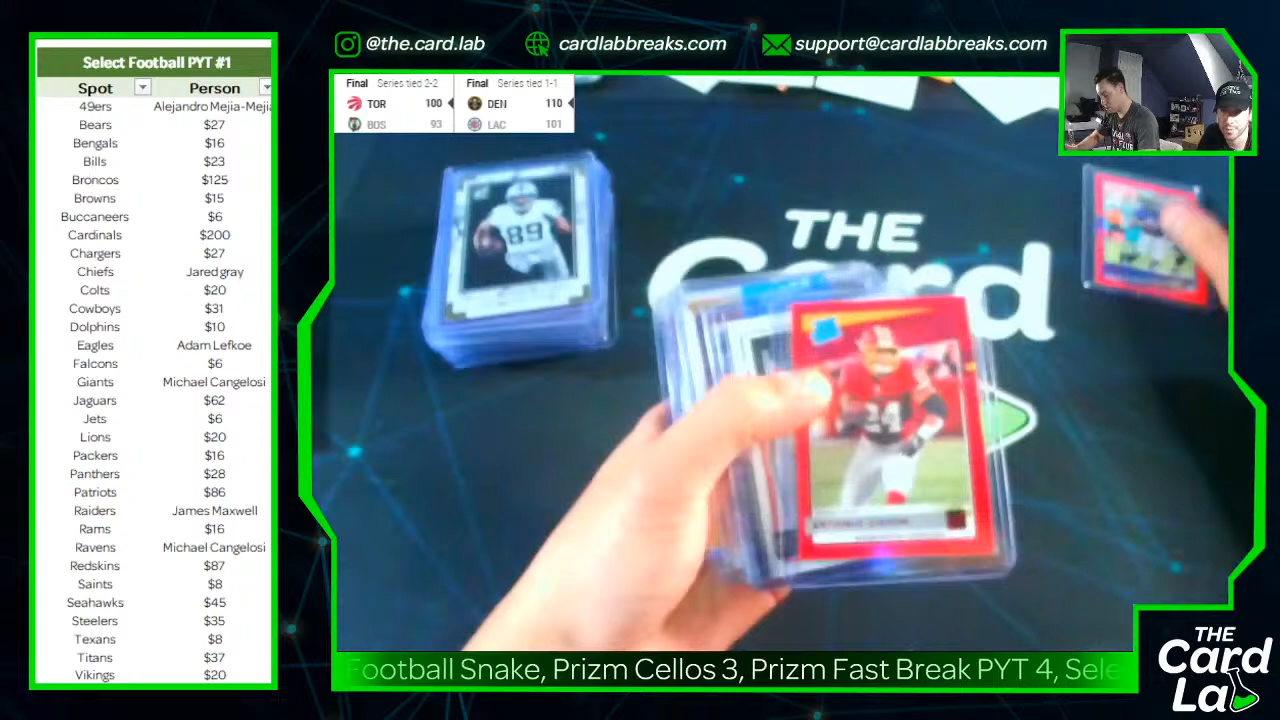 @the.card.lab
cardlabbreaks.com
support@cardlabbreaks.com
Select Football PYT #1
Spot Person
49ers Alejandro Mejia-Mejia
Bears $27
Bengals $16
Bills $23
Broncos $125
Browns $15
Buccaneers $6
Cardinals $200
Chargers $27
Chiefs Jared gray
Colts $20
Cowboys $31
Dolphins $10
Eagles Adam Lefkoe
Falcons $6
Giants Michael Cangelosi
Jaguars $62
Jets $6
Lions $20
Packers $16
Panthers $28
Patriots $86
Raiders James Maxwell
Rams $16
Ravens Michael Cangelosi
Redskins $87
Saints $8
Seahawks $45
Steelers $35
Texans $8
Titans $37
Vikings $20
Final Series tied 2-2
TOR 100
BOS 93
Final Series tied 1-1
DEN 110
LAC 101
89
THE
Card
24
Football Snake, Prizm Cellos 3, Prizm Fast Break PYT 4, Sele
THE
Card
La